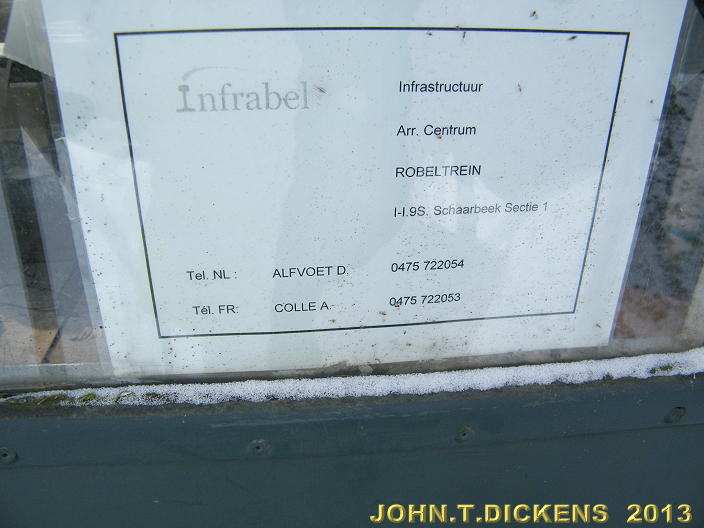 Infrabel
Infrastructuur
Arr. Centrum
ROBELTREIN
I-I.9S. Schaarbeek Sectie 1
Tel. NL : ALFVOET D. 0475 722054
Tél. FR: COLLE A. 0475 722053
JOHN.T.DICKENS 2013